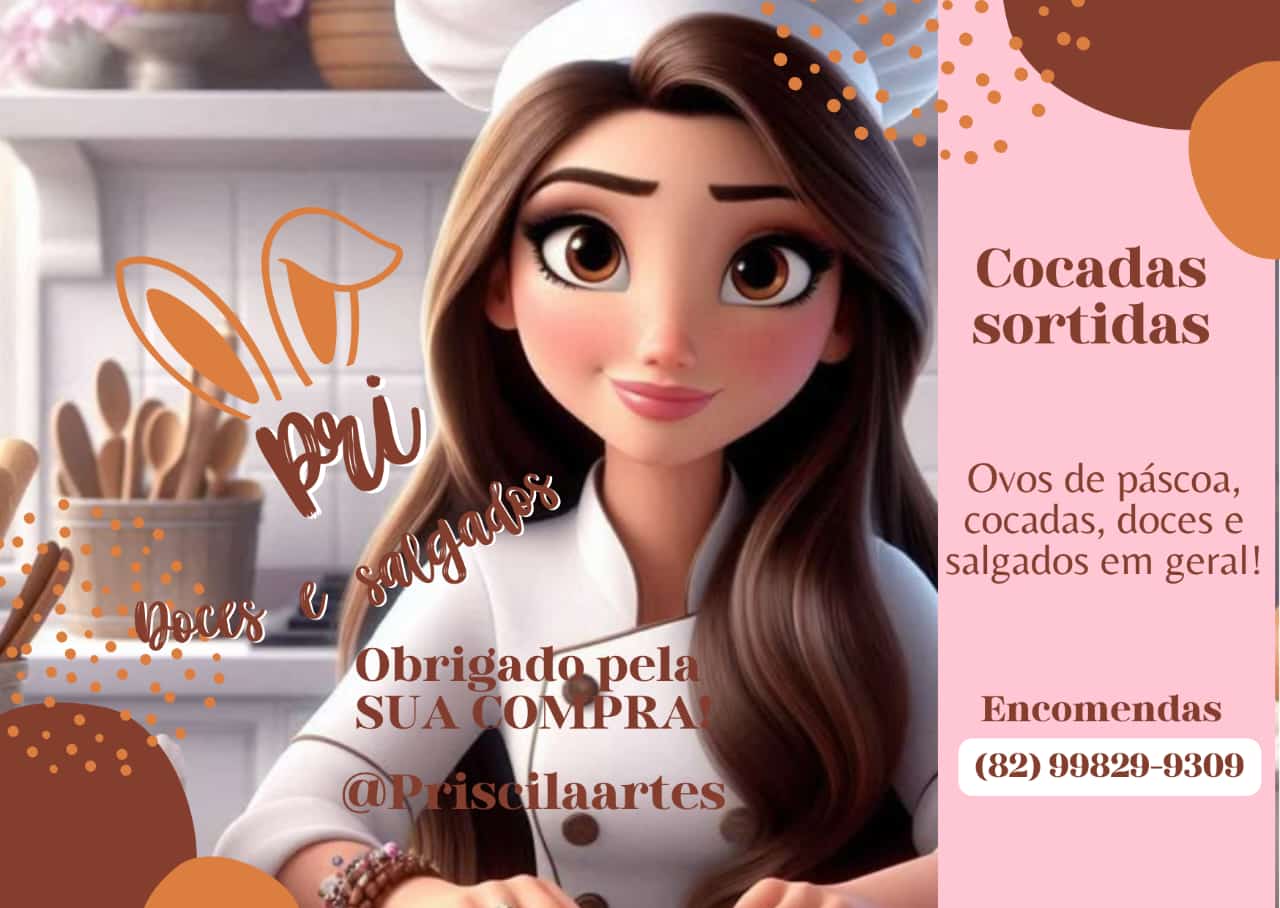 pri
Doces e salgados
Obrigado pela
SUA COMPRA!
@Priscilaartes
Cocadas
sortidas
Ovos de páscoa,
cocadas, doces e
salgados em geral!
Encomendas
(82) 99829-9309